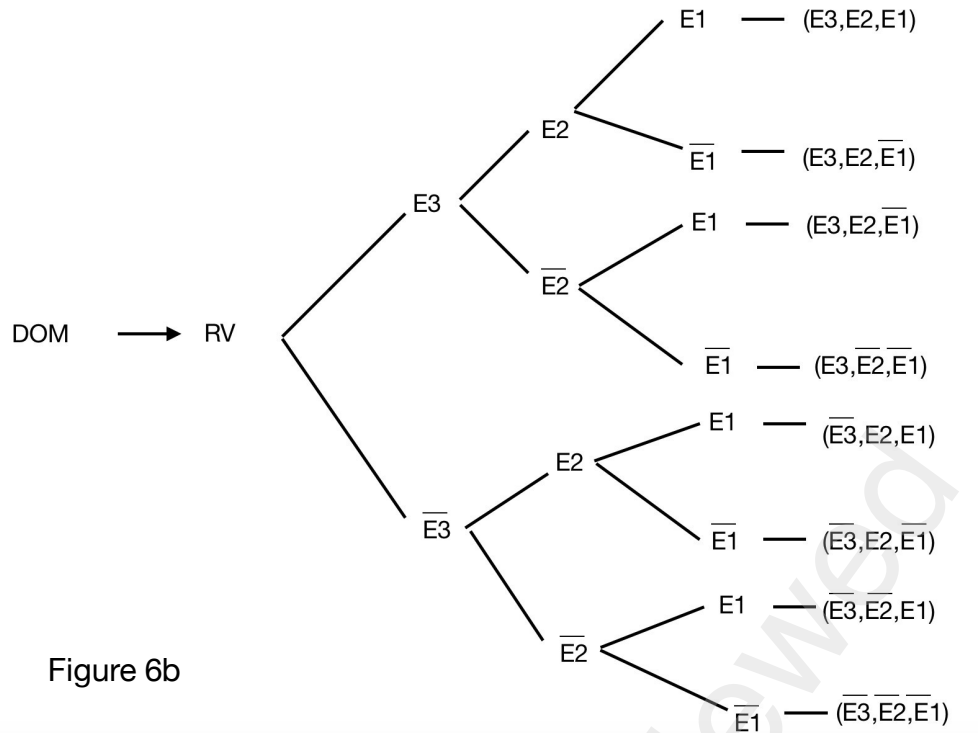 E1 (E3,E2,E1)
E2
E̅1̅ (E3,E2,E̅1̅)
E3
E1 (E3,E2,E̅1̅)
E̅2̅
DOM RV
E̅1̅ (E3,E̅2̅,E̅1̅)
E1 (E̅3̅,E2,E1)
E2
E̅3̅
E̅1̅ (E̅3̅,E2,E̅1̅)
E1 (E̅3̅,E̅2̅,E1)
E̅2̅
Figure 6b
E̅1̅ (E̅3̅,E̅2̅,E̅1̅)
ewed